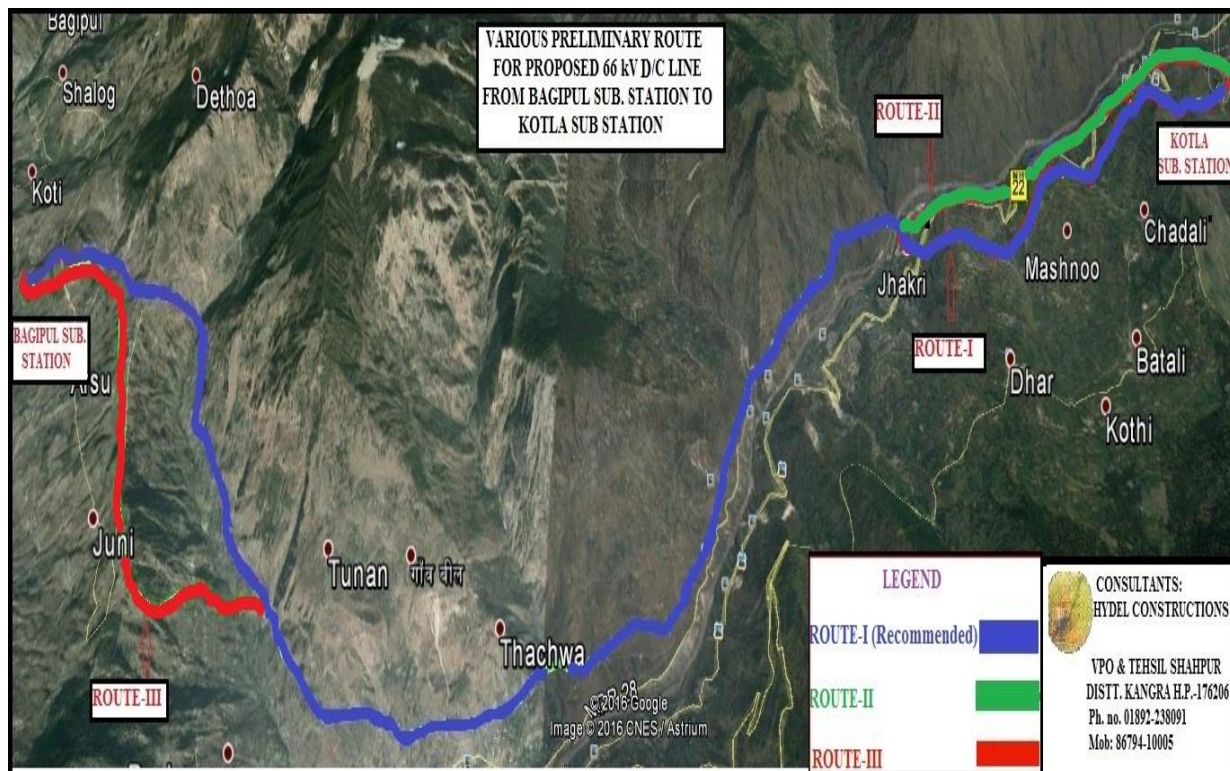 Bagipul
Shalog
Dethoa
Koti
VARIOUS PRELIMINARY ROUTE
FOR PROPOSED 66 kV D/C LINE
FROM BAGIPUL SUB. STATION TO
KOTLA SUB STATION
ROUTE-II
22
KOTLA
SUB. STATION
Chadali
Mashnoo
Jhakri
ROUTE-I
Dhar
Batali
Kothi
BAGIPUL SUB.
STATION
Arsu
Juni
Tunan
गाँव बील
Thachwa
ROUTE-III
© 2016 Google
Image © 2016 CNES / Astrium
LEGEND
ROUTE-I (Recommended)
ROUTE-II
ROUTE-III
CONSULTANTS:
HYDEL CONSTRUCTIONS
VPO & TEHSIL SHAHPUR
DISTT. KANGRA H.P.-176206
Ph. no. 01892-238091
Mob: 86794-10005